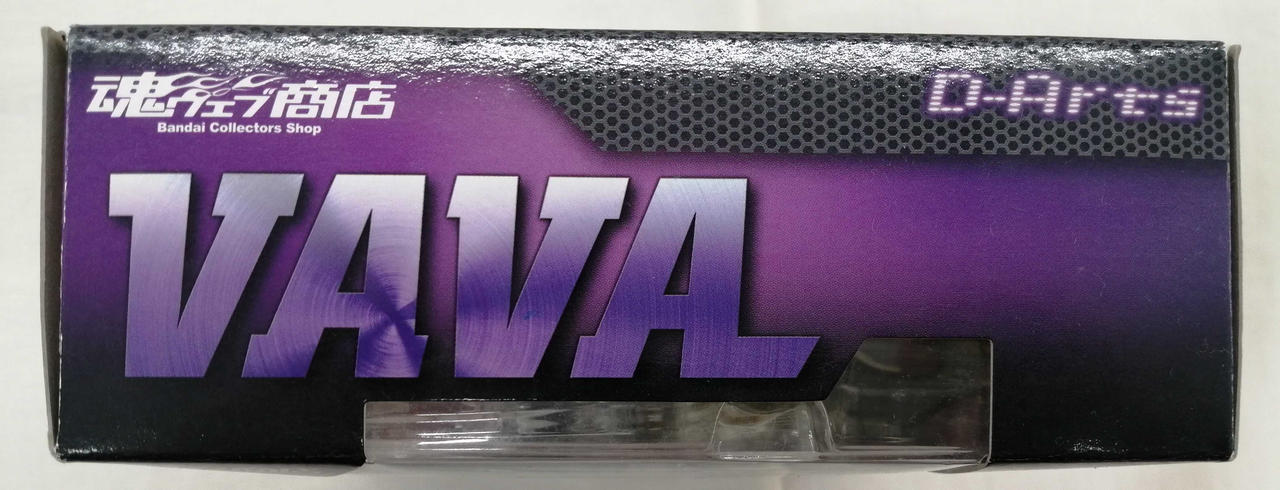 魂ウェブ商店
D-Arts
Bandai Collectors Shop
VAVA